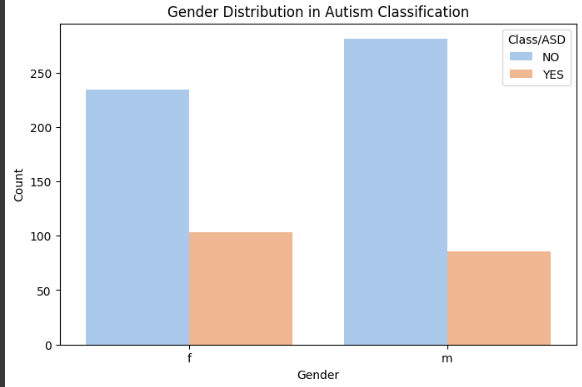 Gender Distribution in Autism Classification
Class/ASD
NO
YES
Count
250
200
150
100
50
0
f
m
Gender